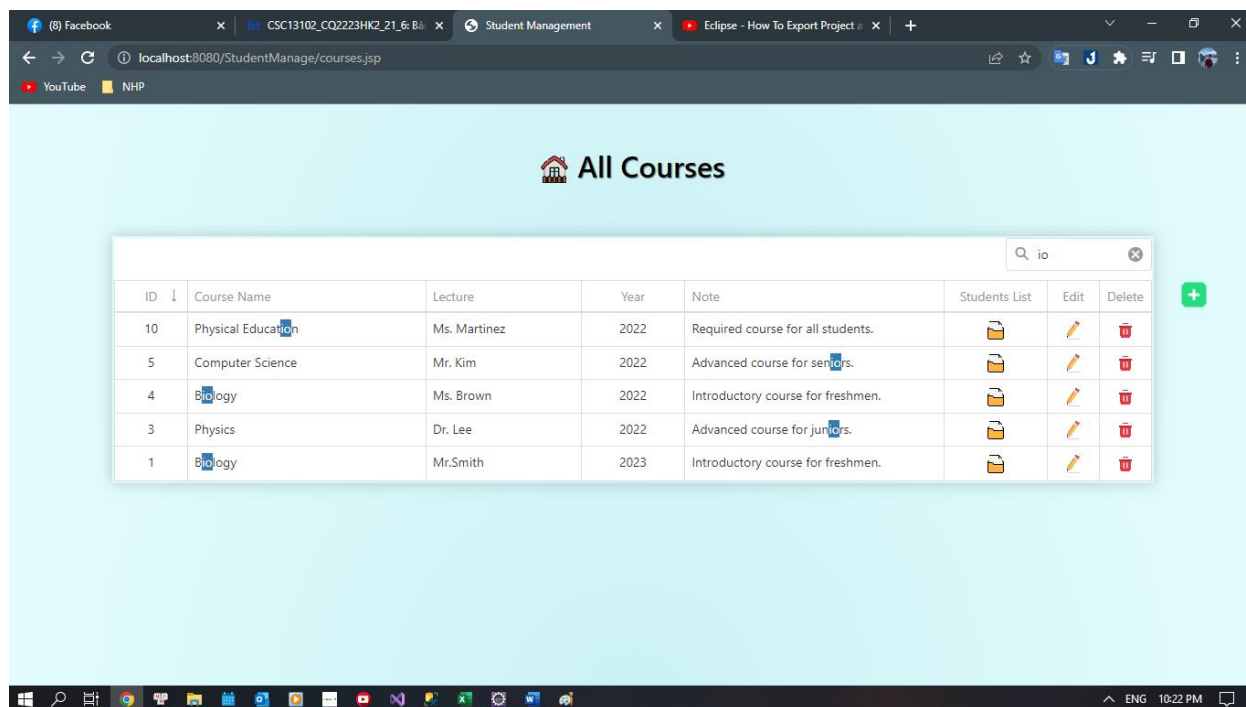 (8) Facebook CSC13102_CQ2223HK2_21_6: Bài Student Management Eclipse - How To Export Project a
localhost:8080/StudentManage/courses.jsp
YouTube NHP
All Courses
io
ID Course Name Lecture Year Note Students List Edit Delete
10 Physical Education Ms. Martinez 2022 Required course for all students.
5 Computer Science Mr. Kim 2022 Advanced course for seniors.
4 Biology Ms. Brown 2022 Introductory course for freshmen.
3 Physics Dr. Lee 2022 Advanced course for juniors.
1 Biology Mr.Smith 2023 Introductory course for freshmen.
ENG 10:22 PM